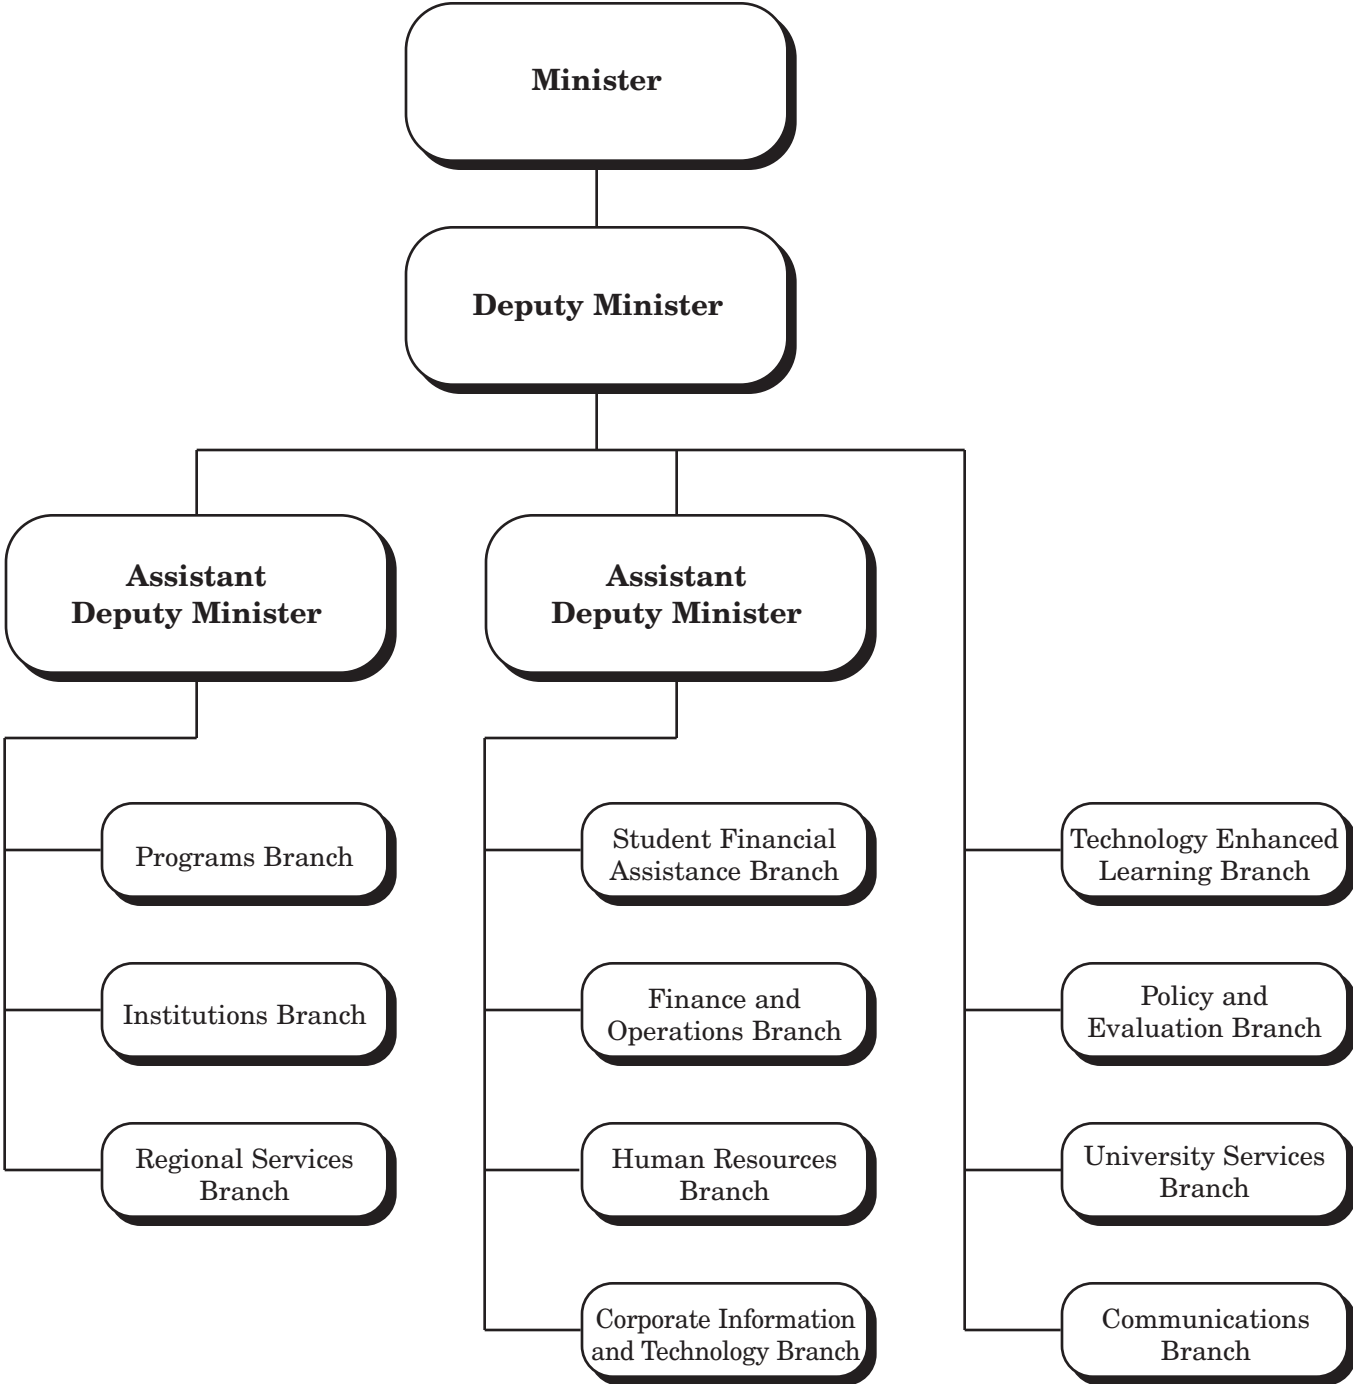 Minister
Deputy Minister
Assistant
Deputy Minister
Assistant
Deputy Minister
Programs Branch
Institutions Branch
Regional Services
Branch
Student Financial
Assistance Branch
Finance and
Operations Branch
Human Resources
Branch
Corporate Information
and Technology Branch
Technology Enhanced
Learning Branch
Policy and
Evaluation Branch
University Services
Branch
Communications
Branch